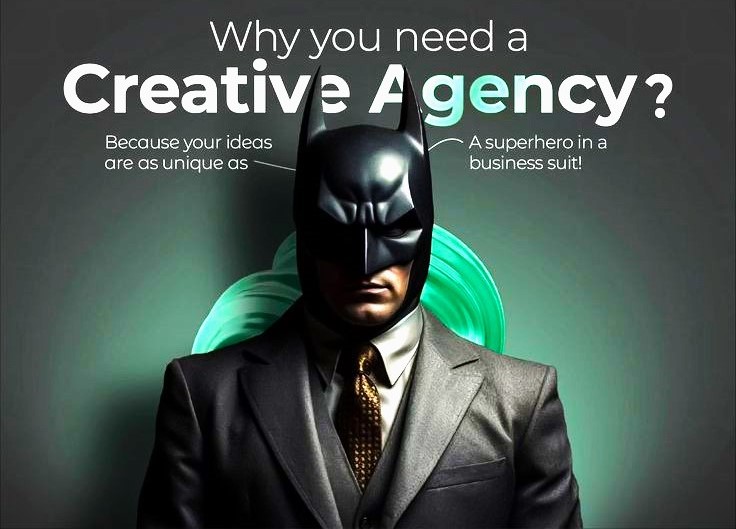 Why you need a
Creative Agency?
Because your ideas
are as unique as
A superhero in a
business suit!